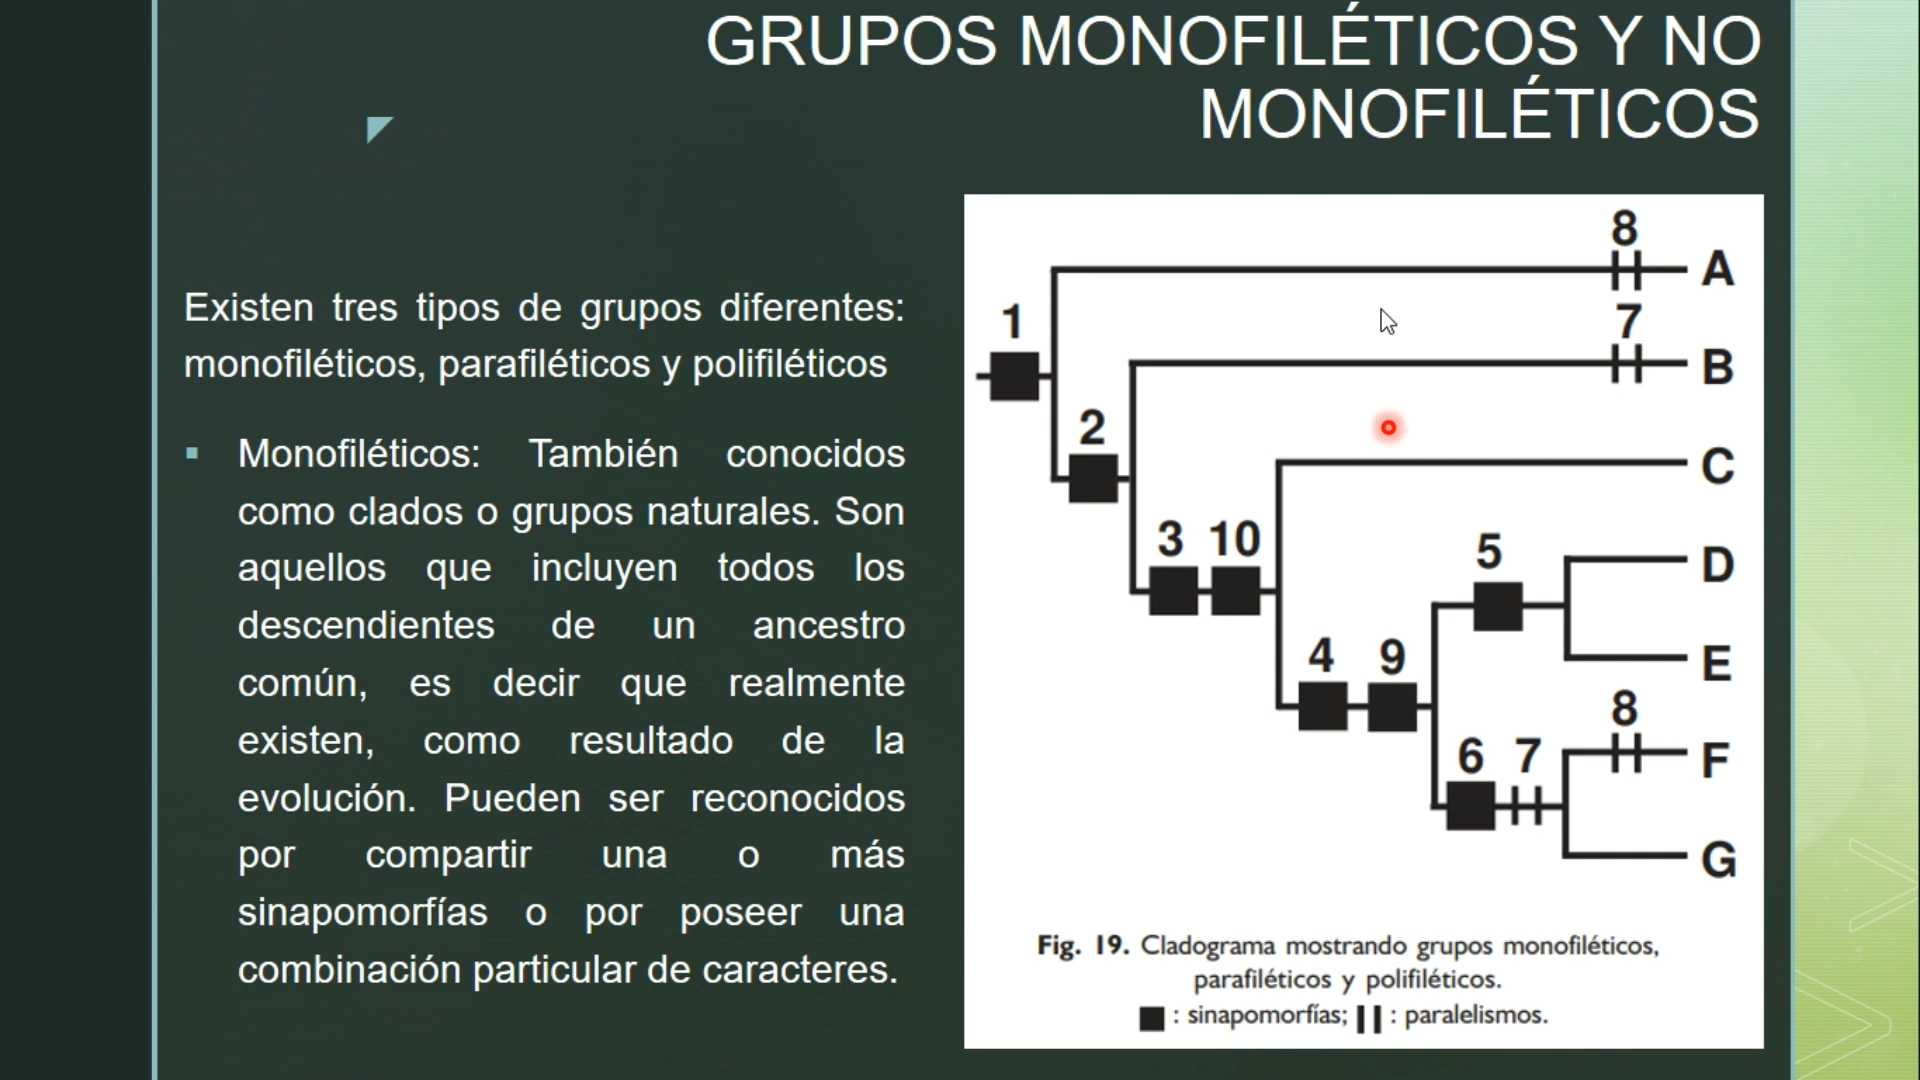 GRUPOS MONOFILÉTICOS Y NO
MONOFILÉTICOS
Existen tres tipos de grupos diferentes:
monofiléticos, parafiléticos y polifiléticos
▪ Monofiléticos: También conocidos
como clados o grupos naturales. Son
aquellos que incluyen todos los
descendientes de un ancestro
común, es decir que realmente
existen, como resultado de la
evolución. Pueden ser reconocidos
por compartir una o más
sinapomorfías o por poseer una
combinación particular de caracteres.
8
A
1
7
B
2
C
3 10
5
D
4 9
E
8
6 7
F
G
Fig. 19. Cladograma mostrando grupos monofiléticos,
parafiléticos y polifiléticos.
: sinapomorfías; : paralelismos.